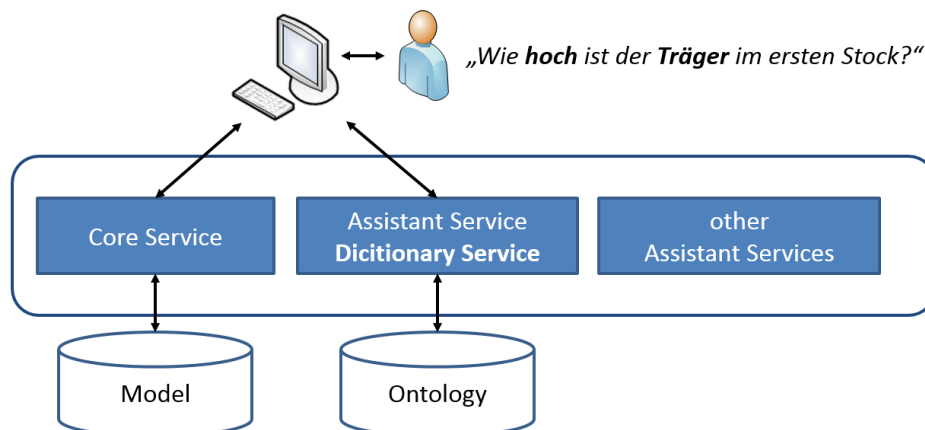 „Wie hoch ist der Träger im ersten Stock?“
Core Service
Assistant Service
Dicitionary Service
other
Assistant Services
Model
Ontology